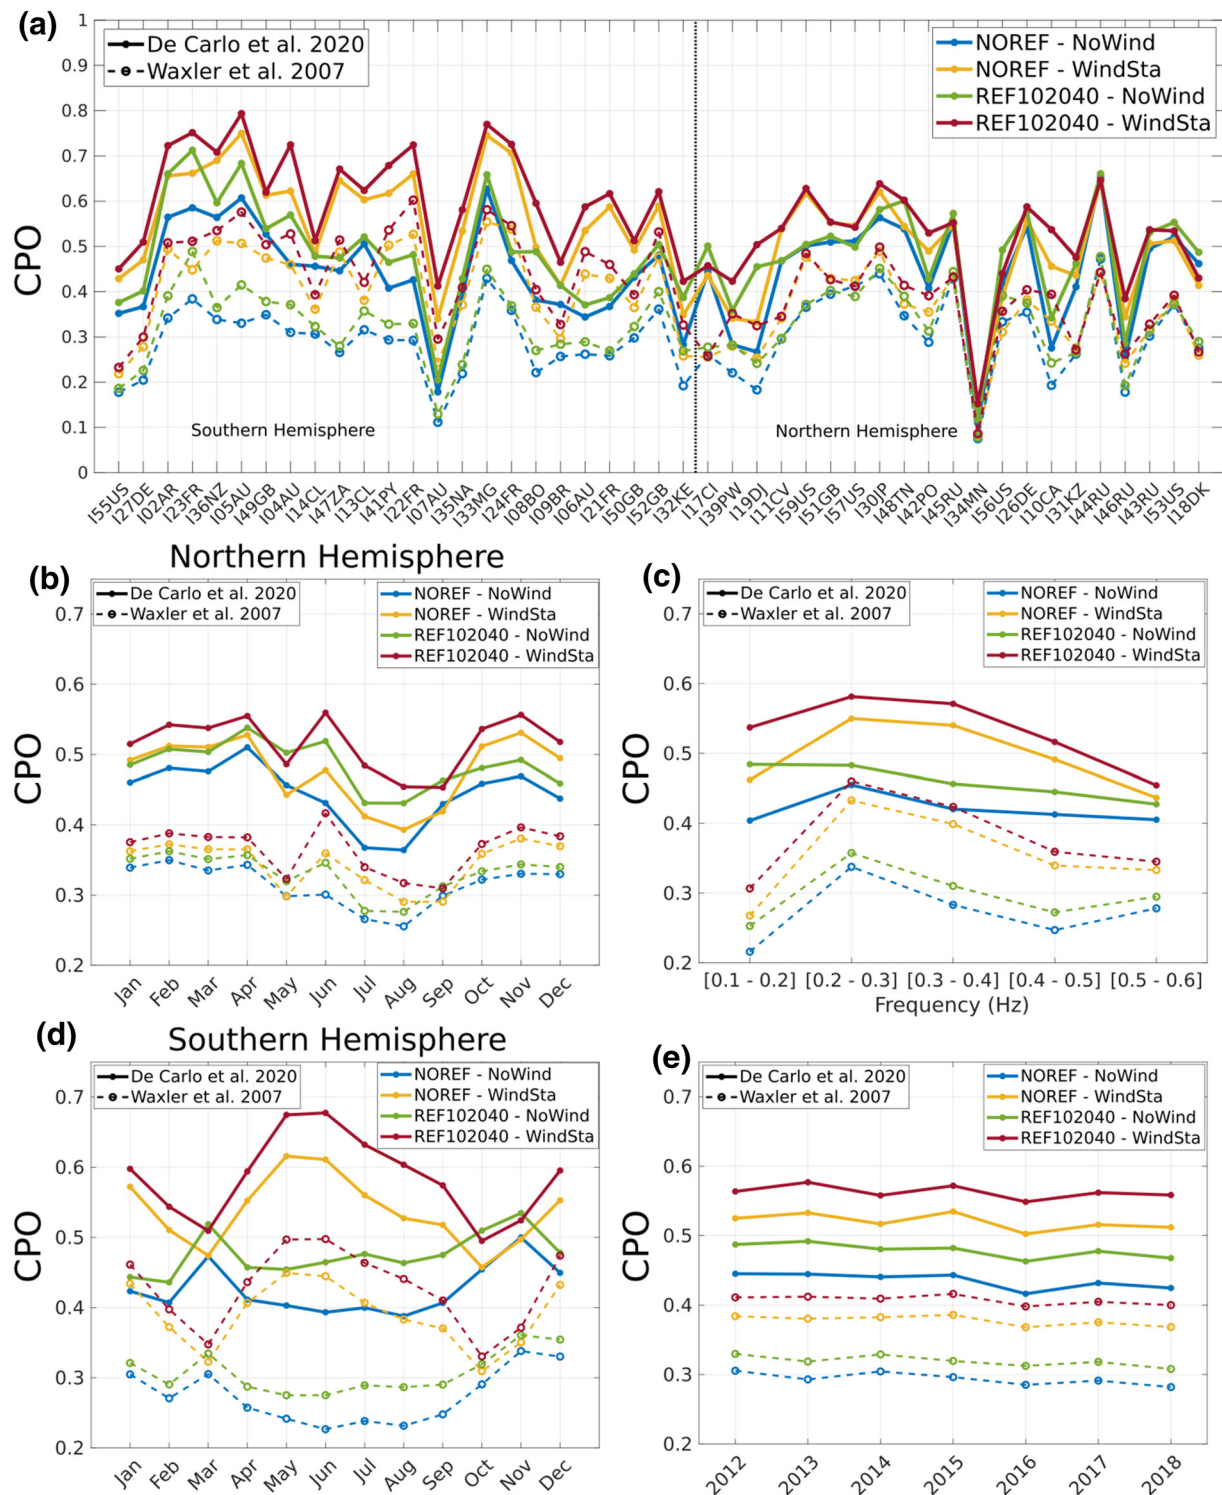 (a)
De Carlo et al. 2020
Waxler et al. 2007
NOREF - NoWind
NOREF - WindSta
REF102040 - NoWind
REF102040 - WindSta
CPO
1
0.9
0.8
0.7
0.6
0.5
0.4
0.3
0.2
0.1
0
Southern Hemisphere
Northern Hemisphere
I55US
I27DE
I02AR
I23FR
I36NZ
I05AU
I49GB
I04AU
I14CL
I47ZA
I13CL
I41PY
I22FR
I07AU
I35NA
I33MG
I24FR
I08BO
I09BR
I06AU
I21FR
I50GB
I52GB
I32KE
I17CI
I39PW
I19DJ
I11CV
I59US
I51GB
I57US
I30JP
I48TN
I42PO
I45RU
I34MN
I56US
I26DE
I10CA
I31KZ
I44RU
I46RU
I43RU
I53US
I18DK
(b)
Northern Hemisphere
De Carlo et al. 2020
Waxler et al. 2007
NOREF - NoWind
NOREF - WindSta
REF102040 - NoWind
REF102040 - WindSta
CPO
0.7
0.6
0.5
0.4
0.3
0.2
Jan
Feb
Mar
Apr
May
Jun
Jul
Aug
Sep
Oct
Nov
Dec
(c)
De Carlo et al. 2020
Waxler et al. 2007
NOREF - NoWind
NOREF - WindSta
REF102040 - NoWind
REF102040 - WindSta
CPO
0.7
0.6
0.5
0.4
0.3
0.2
[0.1 - 0.2]
[0.2 - 0.3]
[0.3 - 0.4]
[0.4 - 0.5]
[0.5 - 0.6]
Frequency (Hz)
(d)
Southern Hemisphere
De Carlo et al. 2020
Waxler et al. 2007
NOREF - NoWind
NOREF - WindSta
REF102040 - NoWind
REF102040 - WindSta
CPO
0.7
0.6
0.5
0.4
0.3
0.2
Jan
Feb
Mar
Apr
May
Jun
Jul
Aug
Sep
Oct
Nov
Dec
(e)
De Carlo et al. 2020
Waxler et al. 2007
NOREF - NoWind
NOREF - WindSta
REF102040 - NoWind
REF102040 - WindSta
CPO
0.7
0.6
0.5
0.4
0.3
0.2
2012
2013
2014
2015
2016
2017
2018